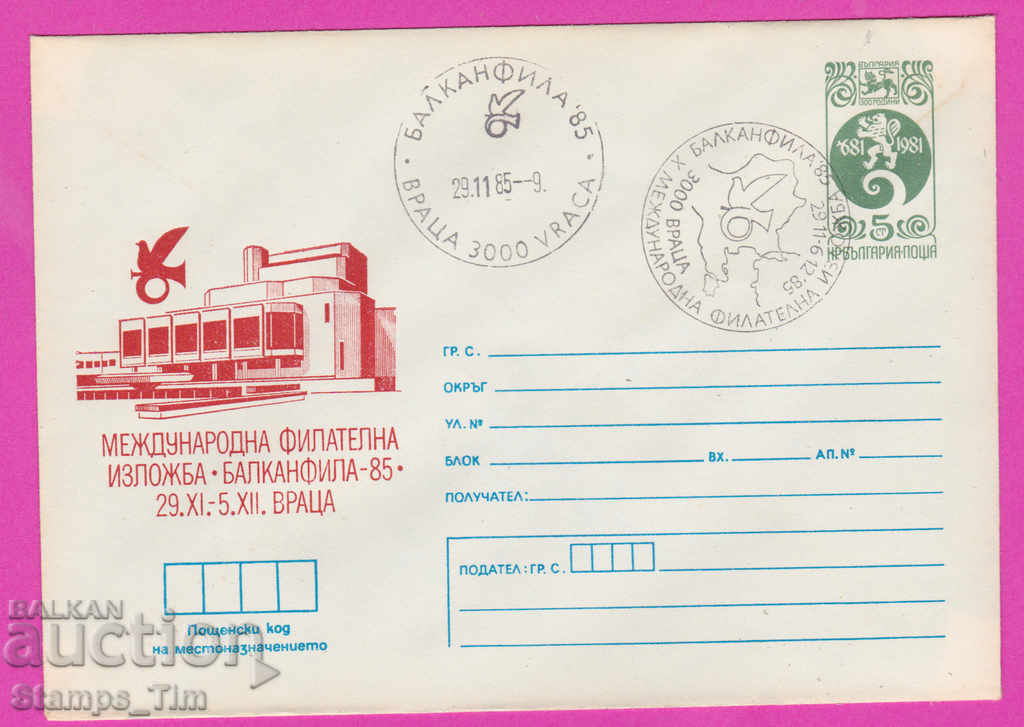 БАЛКАНФИЛА '85
29.11 85-9.
ВРАЦА 3000 VRACA
X МЕЖДУНАРОДНА ФИЛАТЕЛНА ИЗЛОЖБА
БАЛКАНФИЛА '85 29.11-6.12.'85
3000 ВРАЦА
БЪЛГАРИЯ
1300 ГОДИНИ
681 1981
5
НРБЪЛГАРИЯ·ПОЩА
МЕЖДУНАРОДНА ФИЛАТЕЛНА
ИЗЛОЖБА • БАЛКАНФИЛА-85 •
29.XI.-5.XII. ВРАЦА
ГР. С.
ОКРЪГ
УЛ. №
БЛОК ВХ. АП. №
ПОЛУЧАТЕЛ:
ПОДАТЕЛ: ГР. С.
Пощенски код
на местоназначението
BALKAN
auction
Stamps_Tim